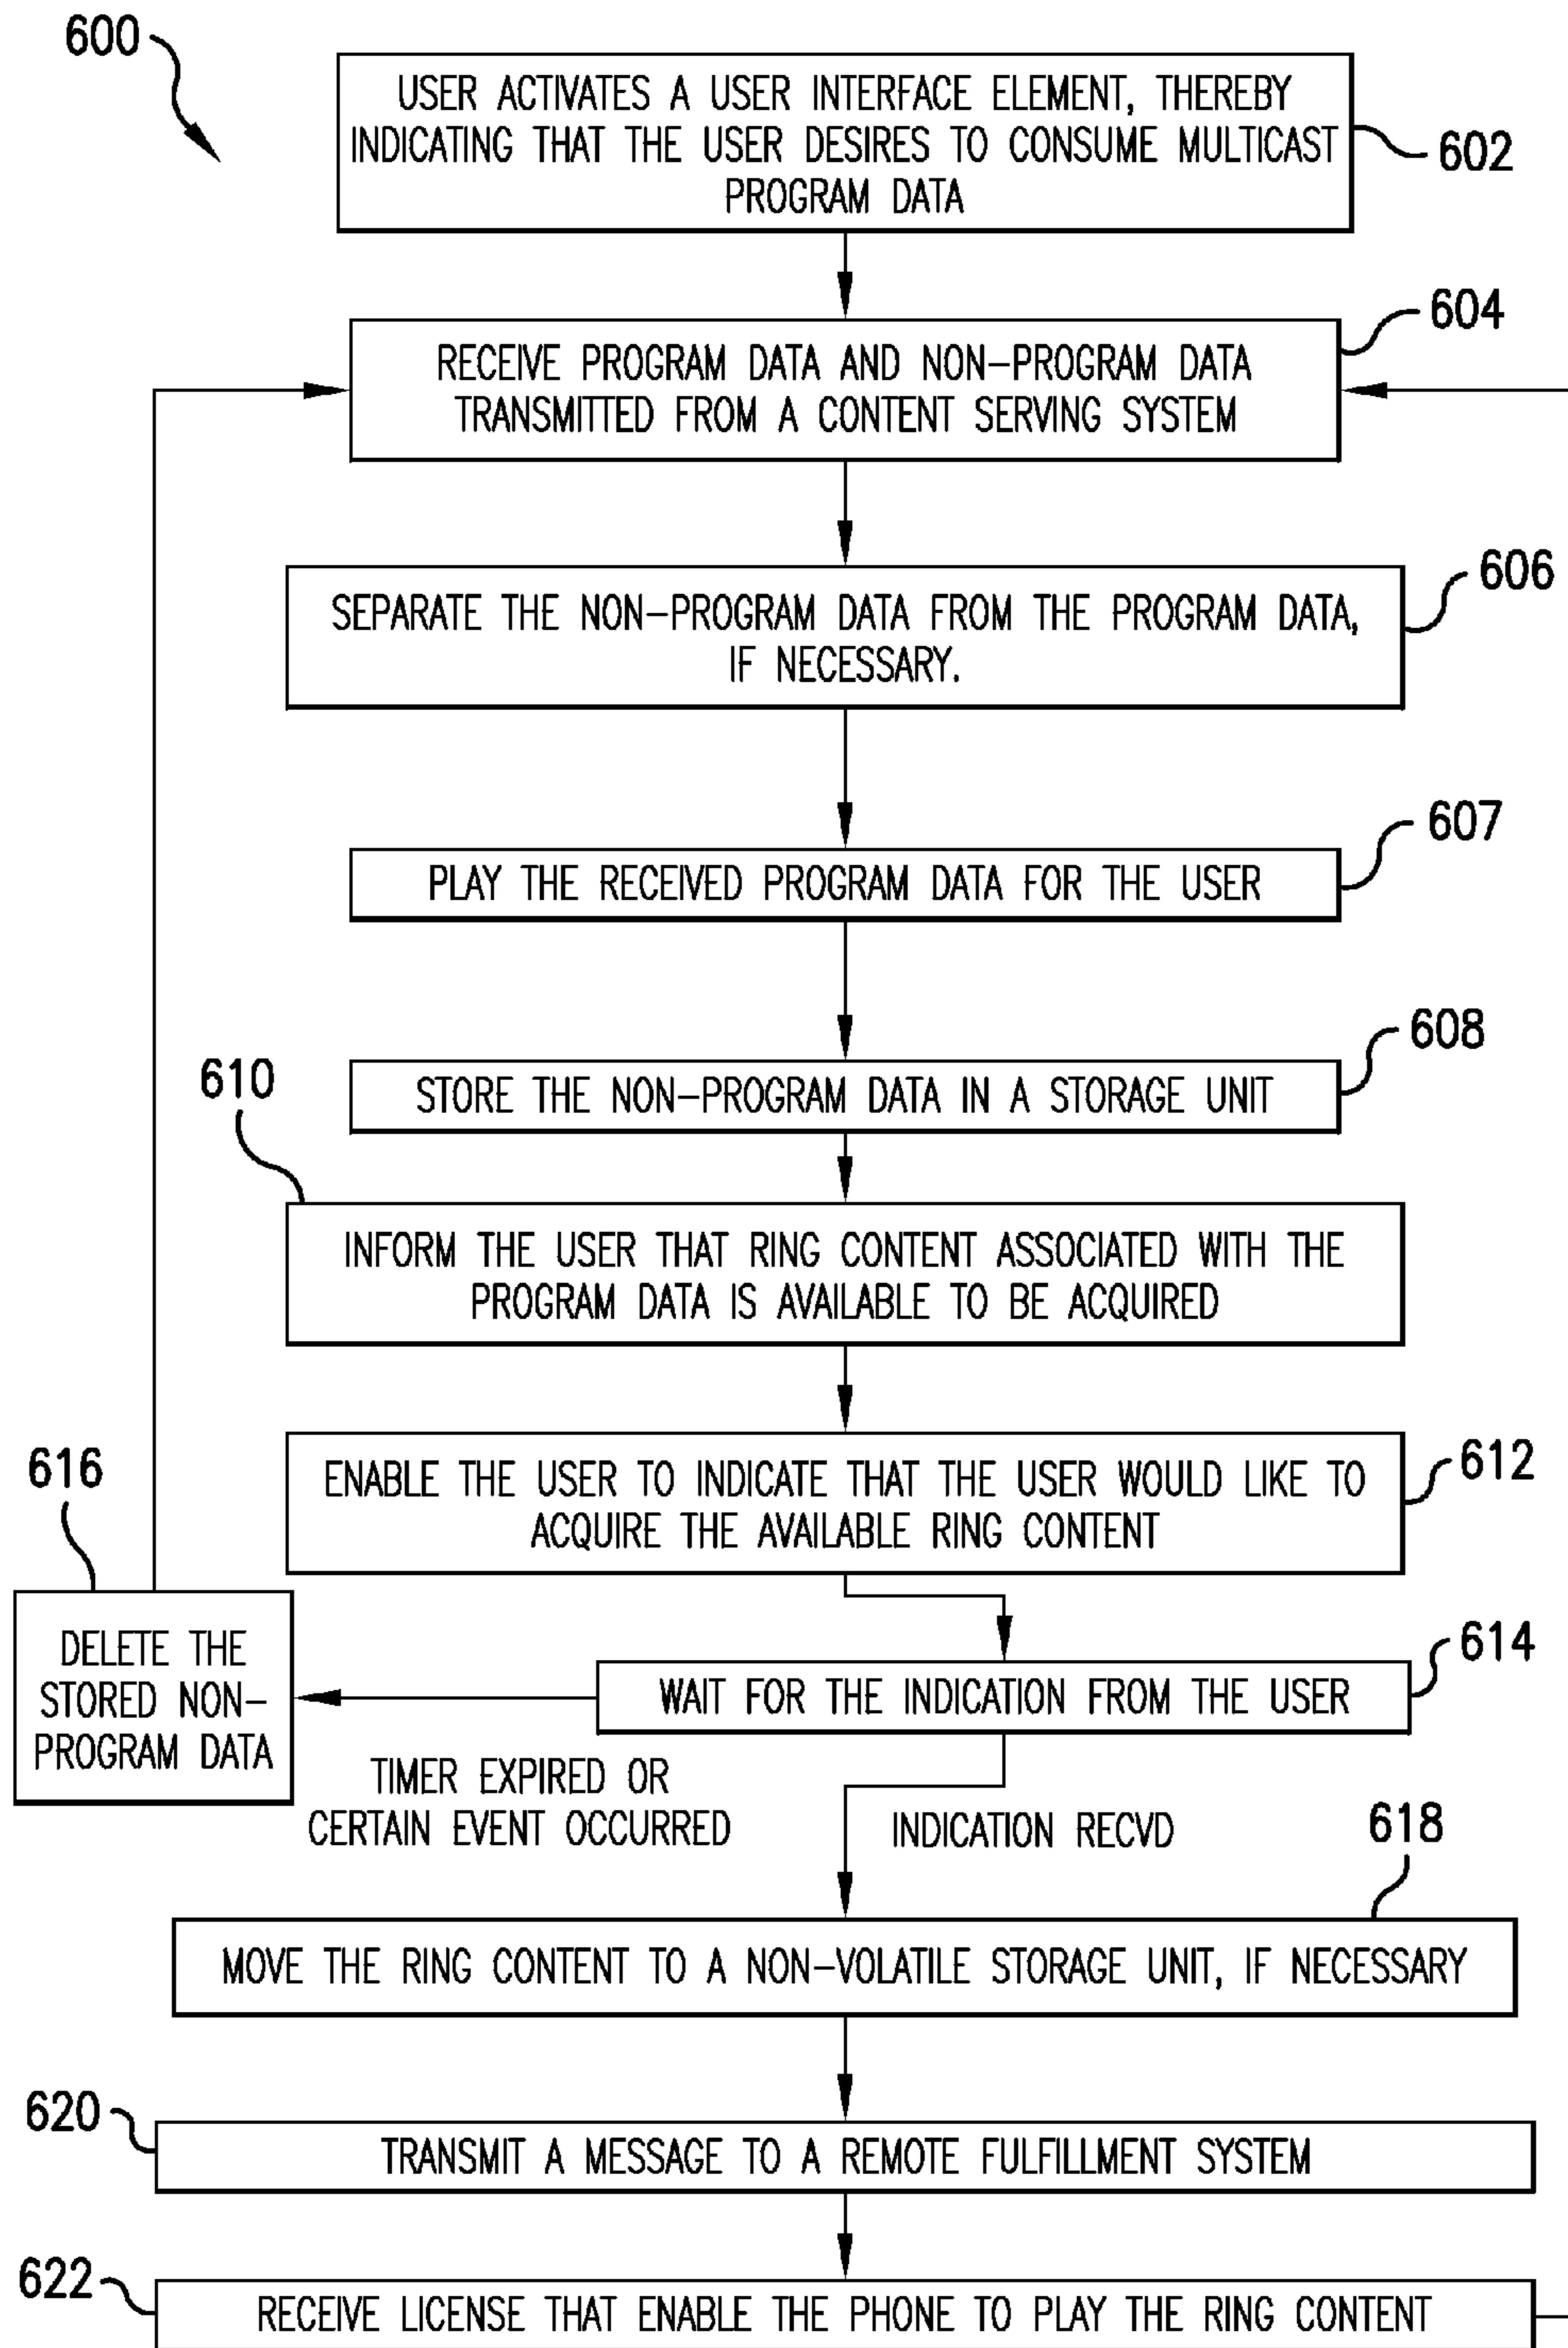 600
USER ACTIVATES A USER INTERFACE ELEMENT, THEREBY
INDICATING THAT THE USER DESIRES TO CONSUME MULTICAST
PROGRAM DATA
602
604
RECEIVE PROGRAM DATA AND NON-PROGRAM DATA
TRANSMITTED FROM A CONTENT SERVING SYSTEM
606
SEPARATE THE NON-PROGRAM DATA FROM THE PROGRAM DATA,
IF NECESSARY.
607
PLAY THE RECEIVED PROGRAM DATA FOR THE USER
608
STORE THE NON-PROGRAM DATA IN A STORAGE UNIT
610
INFORM THE USER THAT RING CONTENT ASSOCIATED WITH THE
PROGRAM DATA IS AVAILABLE TO BE ACQUIRED
612
ENABLE THE USER TO INDICATE THAT THE USER WOULD LIKE TO
ACQUIRE THE AVAILABLE RING CONTENT
616
DELETE THE
STORED NON-
PROGRAM DATA
614
WAIT FOR THE INDICATION FROM THE USER
TIMER EXPIRED OR
CERTAIN EVENT OCCURRED
INDICATION RECVD
618
MOVE THE RING CONTENT TO A NON-VOLATILE STORAGE UNIT, IF NECESSARY
620
TRANSMIT A MESSAGE TO A REMOTE FULFILLMENT SYSTEM
622
RECEIVE LICENSE THAT ENABLE THE PHONE TO PLAY THE RING CONTENT